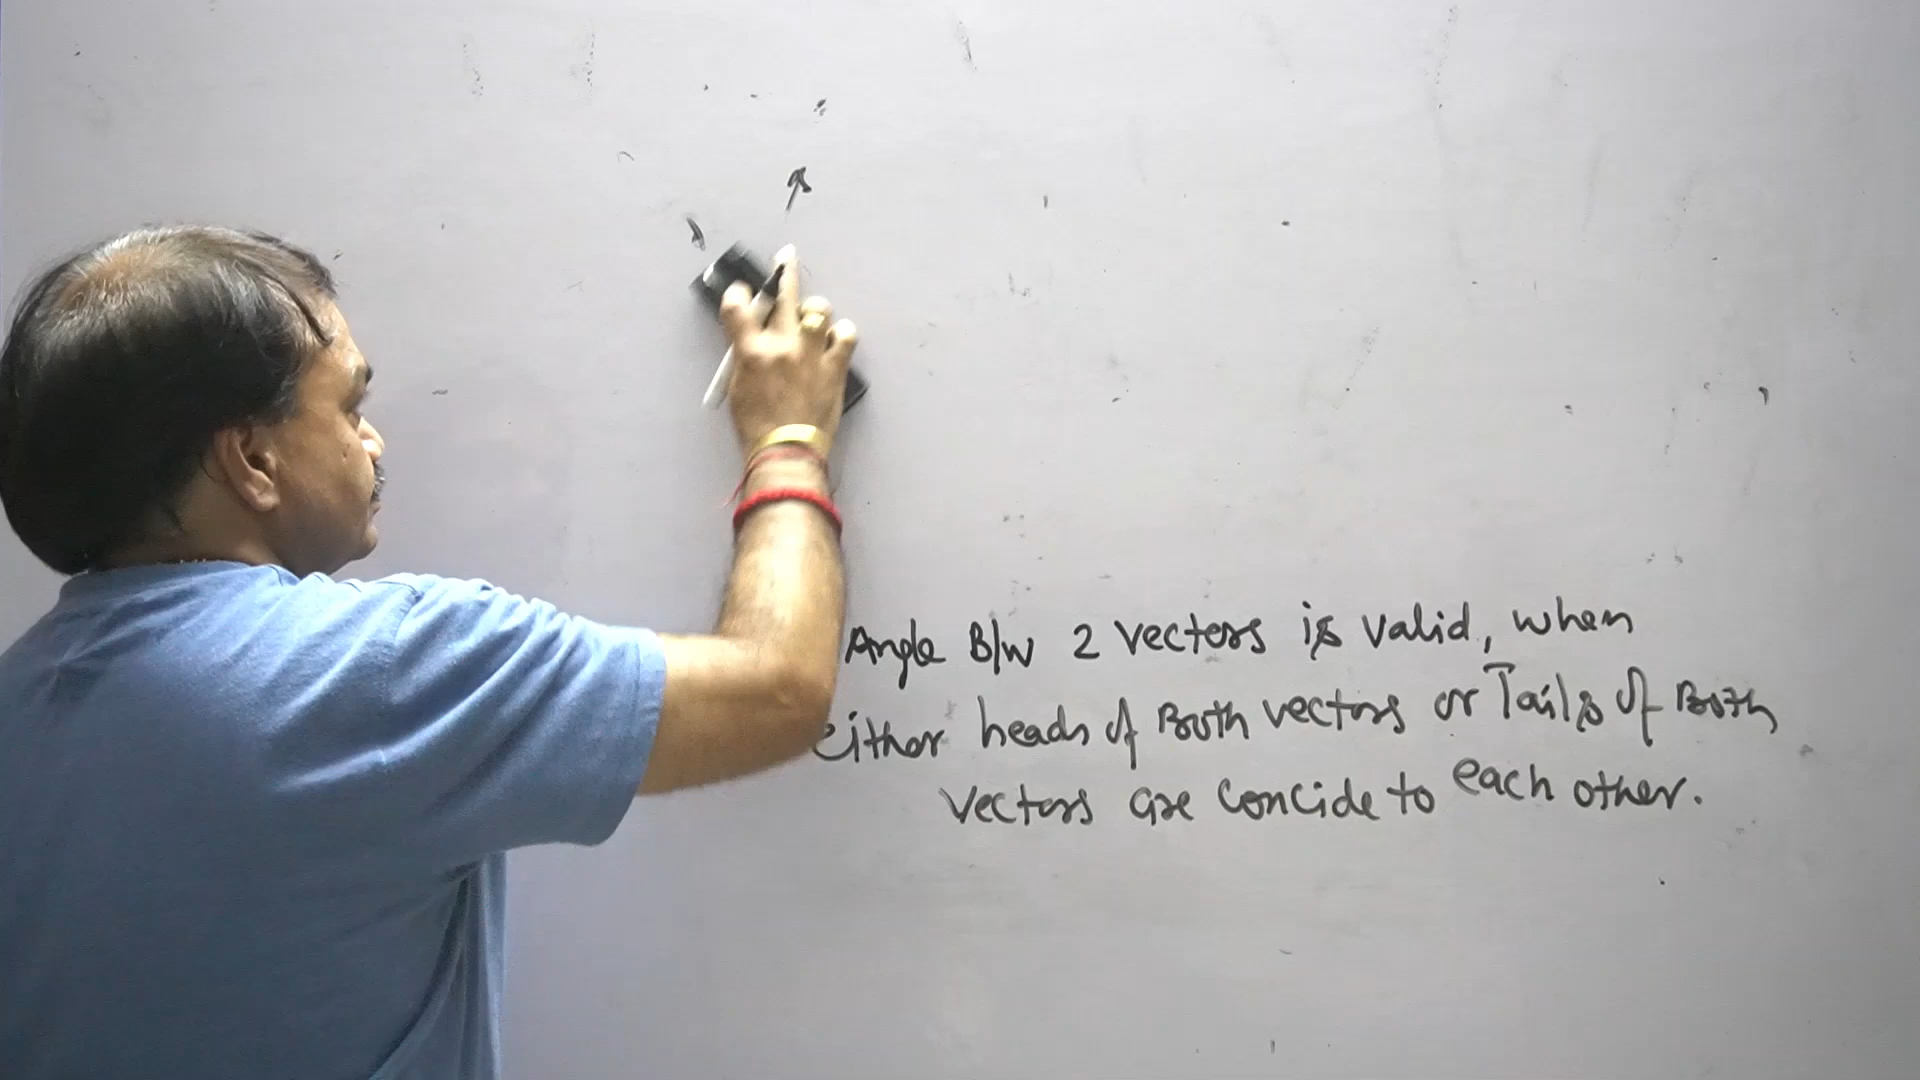 Angle B/w 2 vectors is valid, when
either heads of Both vectors or Tails of Both
vectors are concide to each other.